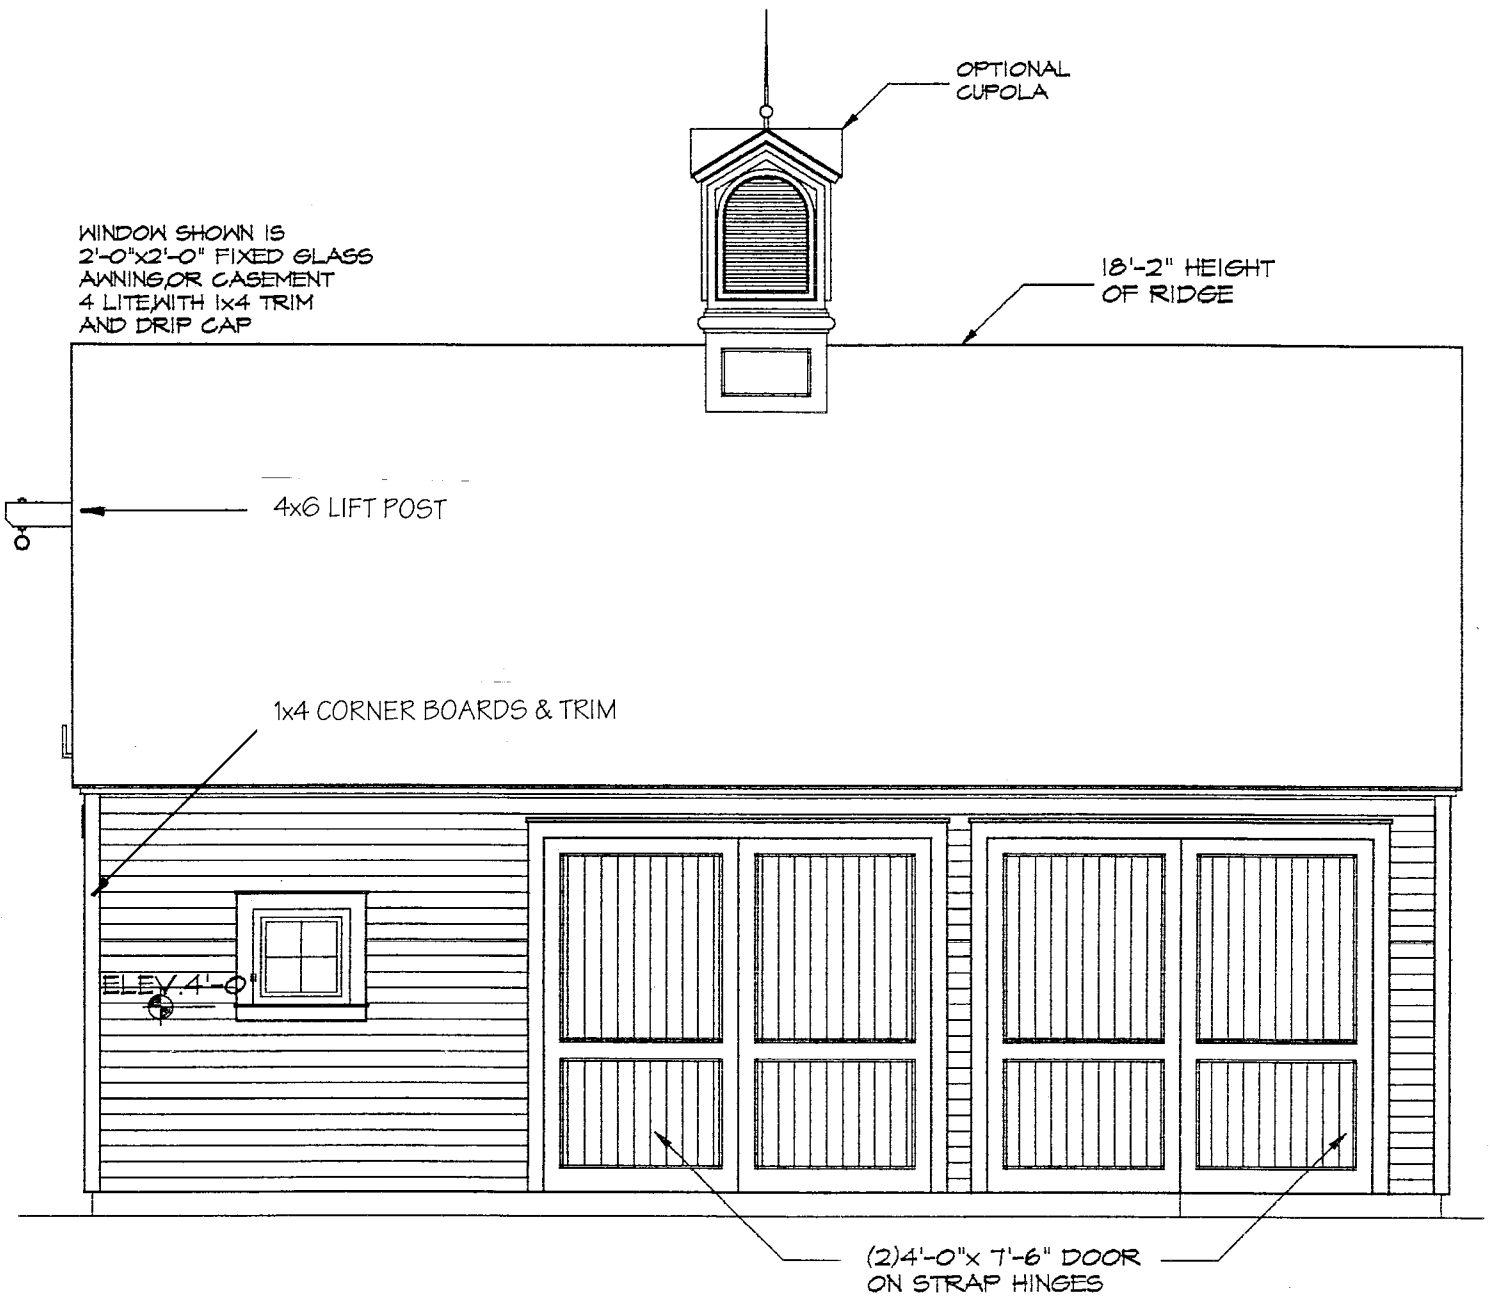 OPTIONAL
CUPOLA
WINDOW SHOWN IS
2'-0"x2'-0" FIXED GLASS
AWNING,OR CASEMENT
4 LITE,WITH 1x4 TRIM
AND DRIP CAP
18'-2" HEIGHT
OF RIDGE
4x6 LIFT POST
1x4 CORNER BOARDS & TRIM
ELEV. 4'-0"
(2)4'-0"x 7'-6" DOOR
ON STRAP HINGES